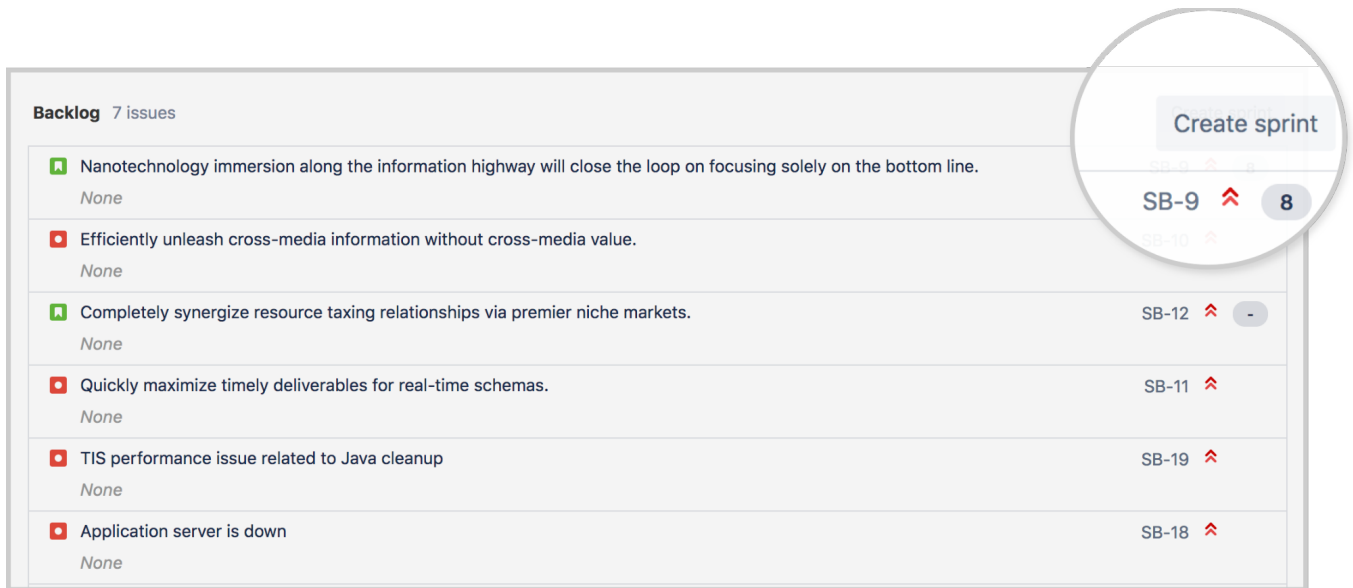 Backlog 7 issues
Create sprint
Nanotechnology immersion along the information highway will close the loop on focusing solely on the bottom line.
SB-9 8
None
Efficiently unleash cross-media information without cross-media value.
SB-10
None
Completely synergize resource taxing relationships via premier niche markets.
SB-12 -
None
Quickly maximize timely deliverables for real-time schemas.
SB-11
None
TIS performance issue related to Java cleanup
SB-19
None
Application server is down
SB-18
None